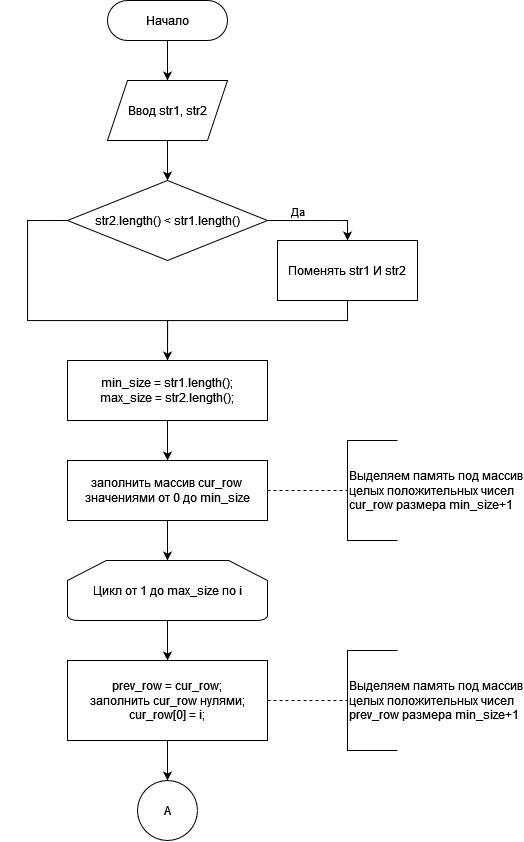 Начало
Ввод str1, str2
str2.length() < str1.length()
Да
Поменять str1 И str2
min_size = str1.length();
max_size = str2.length();
заполнить массив cur_row
значениями от 0 до min_size
Выделяем память под массив
целых положительных чисел
cur_row размера min_size+1
Цикл от 1 до max_size по i
prev_row = cur_row;
заполнить cur_row нулями;
cur_row[0] = i;
Выделяем память под массив
целых положительных чисел
prev_row размера min_size+1
A